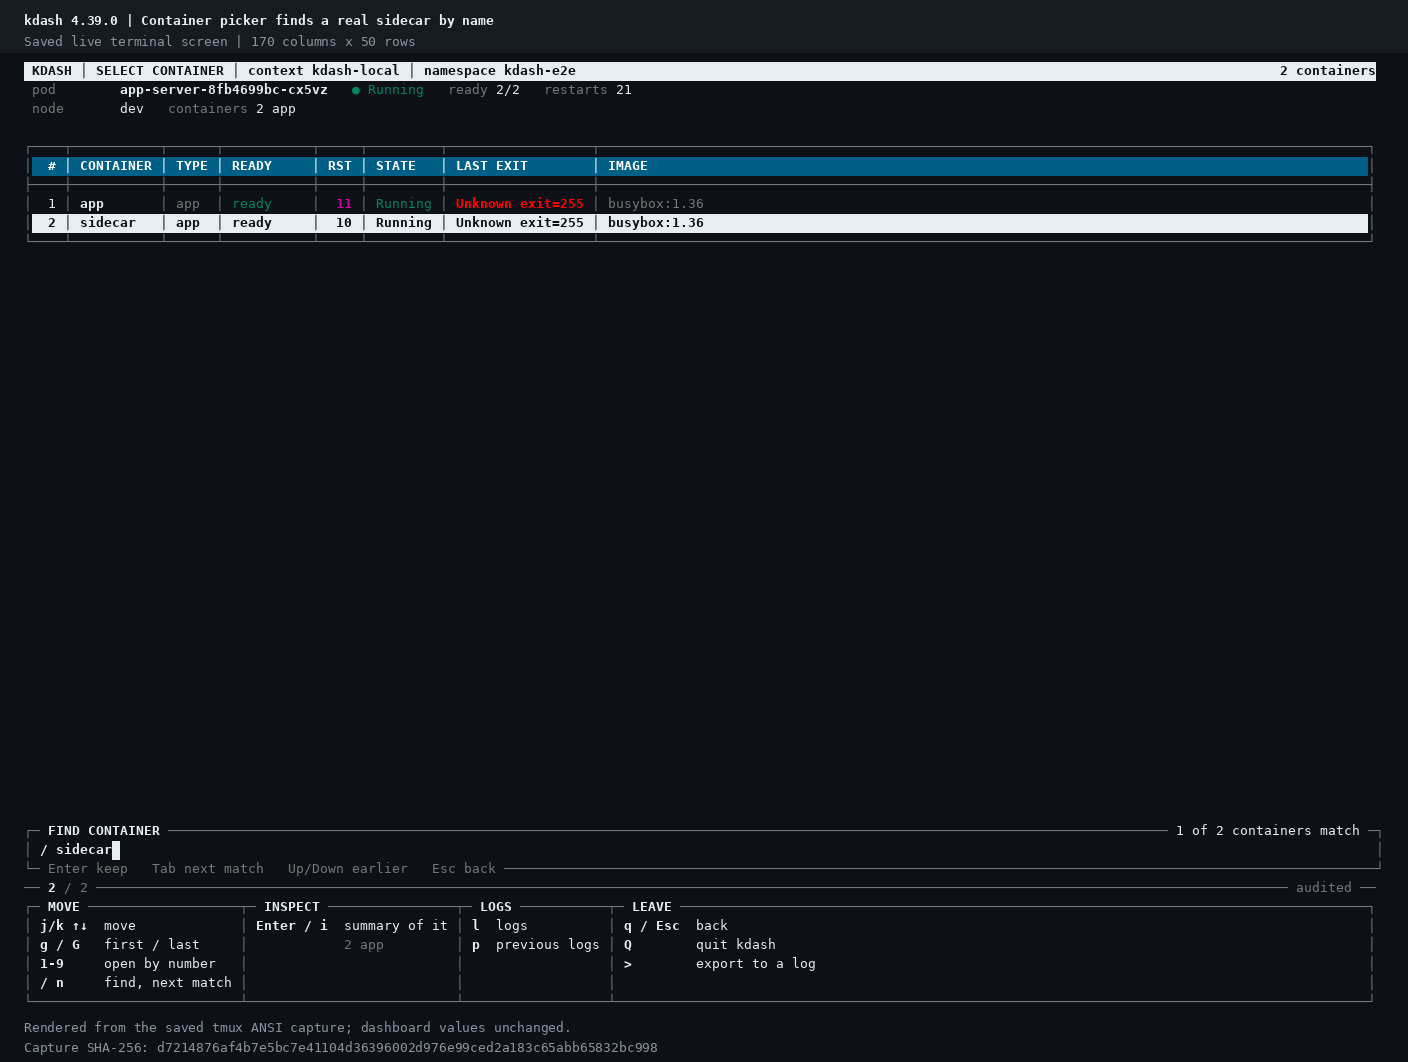 kdash 4.39.0 | Container picker finds a real sidecar by name
Saved live terminal screen | 170 columns x 50 rows
KDASH │ SELECT CONTAINER │ context kdash-local │ namespace kdash-e2e 2 containers
pod app-server-8fb4699bc-cx5vz ● Running ready 2/2 restarts 21
node dev containers 2 app
# │ CONTAINER │ TYPE │ READY │ RST │ STATE │ LAST EXIT │ IMAGE
1 │ app │ app │ ready │ 11 │ Running │ Unknown exit=255 │ busybox:1.36
2 │ sidecar │ app │ ready │ 10 │ Running │ Unknown exit=255 │ busybox:1.36
FIND CONTAINER 1 of 2 containers match
/ sidecar
Enter keep Tab next match Up/Down earlier Esc back
2 / 2 audited
MOVE INSPECT LOGS LEAVE
j/k ↑↓ move │ Enter / i summary of it │ l logs │ q / Esc back
g / G first / last │ 2 app │ p previous logs │ Q quit kdash
1-9 open by number │ │ │ > export to a log
/ n find, next match
Rendered from the saved tmux ANSI capture; dashboard values unchanged.
Capture SHA-256: d7214876af4b7e5bc7e41104d36396002d976e99ced2a183c65abb65832bc998